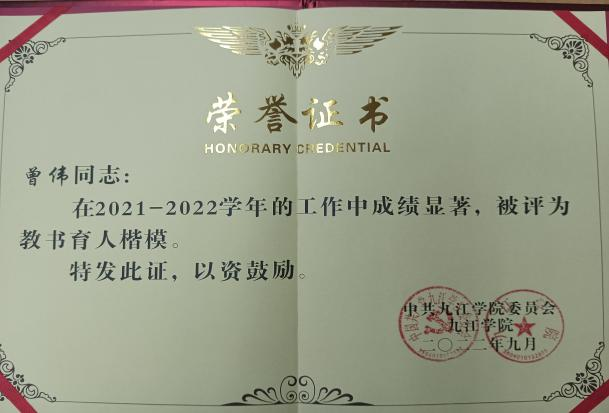 荣誉证书
HONORARY CREDENTIAL
曾伟同志：
在2021-2022学年的工作中成绩显著，被评为
教书育人楷模。
特发此证，以资鼓励。
中共九江学院委员会
九江学院
二〇二二年九月